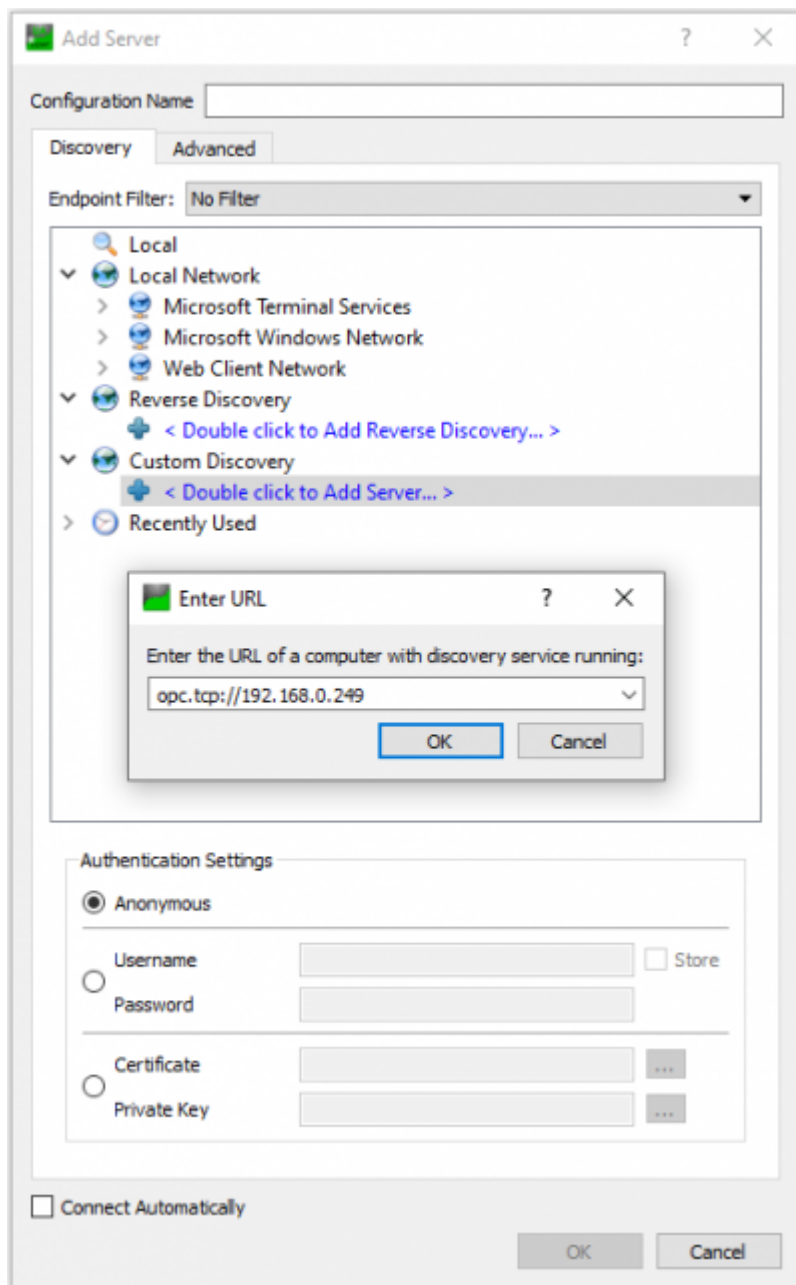 Add Server
Configuration Name
Discovery Advanced
Endpoint Filter: No Filter
Local
Local Network
Microsoft Terminal Services
Microsoft Windows Network
Web Client Network
Reverse Discovery
< Double click to Add Reverse Discovery... >
Custom Discovery
< Double click to Add Server... >
Recently Used
Enter URL
Enter the URL of a computer with discovery service running:
opc.tcp://192.168.0.249
OK Cancel
Authentication Settings
Anonymous
Username Store
Password
Certificate ...
Private Key ...
Connect Automatically
OK Cancel